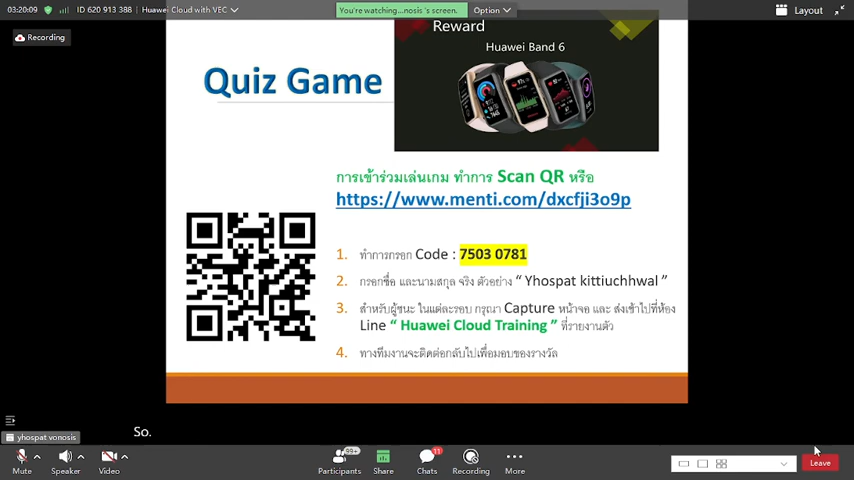 03:20:09
ID 620 913 388
Huawei Cloud with VEC
You're watching...nosis 's screen.
Option
Layout
Recording
Reward
Huawei Band 6
Quiz Game
การเข้าร่วมเล่นเกม ทำการ Scan QR หรือ
https://www.menti.com/dxcfji3o9p
1. ทำการกรอก Code : 7503 0781
2. กรอกชื่อ และนามสกุล จริง ตัวอย่าง “ Yhospat kittiuchhwal ”
3. สำหรับผู้ชนะ ในแต่ละรอบ กรุณา Capture หน้าจอ และ ส่งเข้าไปที่ห้อง
Line “ Huawei Cloud Training ” ที่รายงานตัว
4. ทางทีมงานจะติดต่อกลับไปเพื่อมอบของรางวัล
So.
yhospat vonosis
99+
11
Mute
Speaker
Video
Participants
Share
Chats
Recording
More
Leave